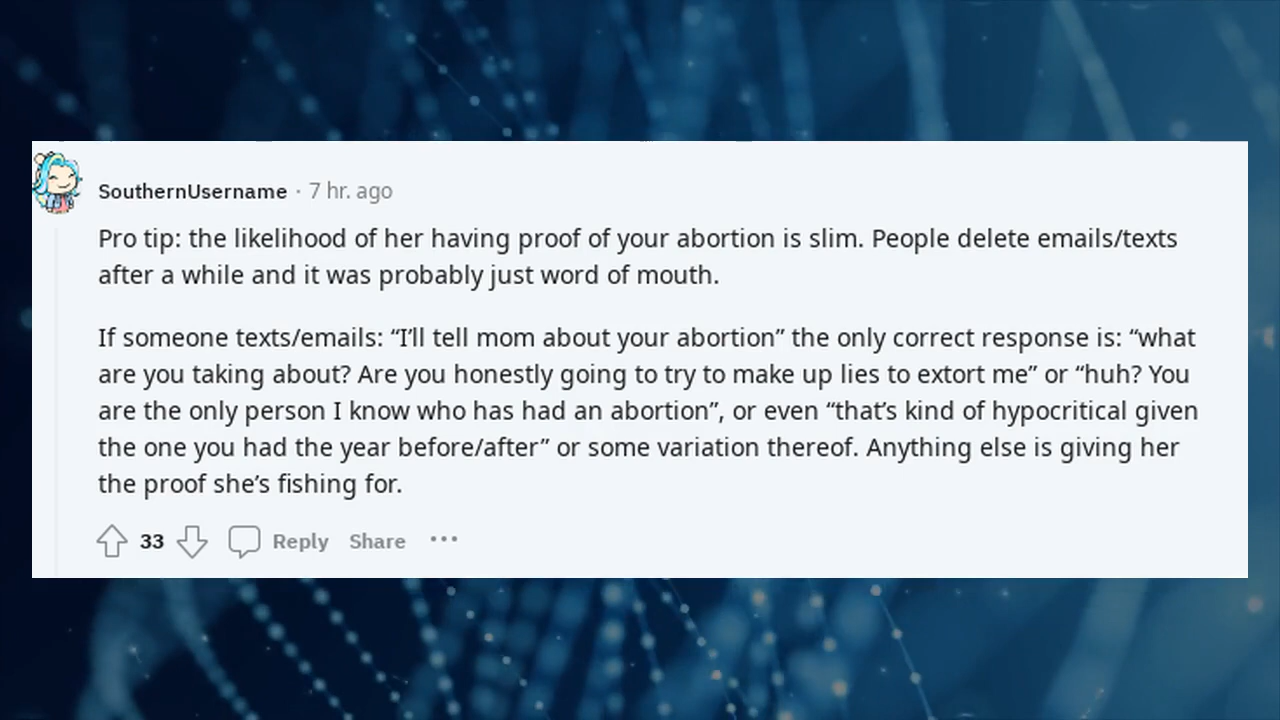 SouthernUsername · 7 hr. ago
Pro tip: the likelihood of her having proof of your abortion is slim. People delete emails/texts
after a while and it was probably just word of mouth.
If someone texts/emails: “I’ll tell mom about your abortion” the only correct response is: “what
are you taking about? Are you honestly going to try to make up lies to extort me” or “huh? You
are the only person I know who has had an abortion”, or even “that’s kind of hypocritical given
the one you had the year before/after” or some variation thereof. Anything else is giving her
the proof she’s fishing for.
33 Reply Share •••